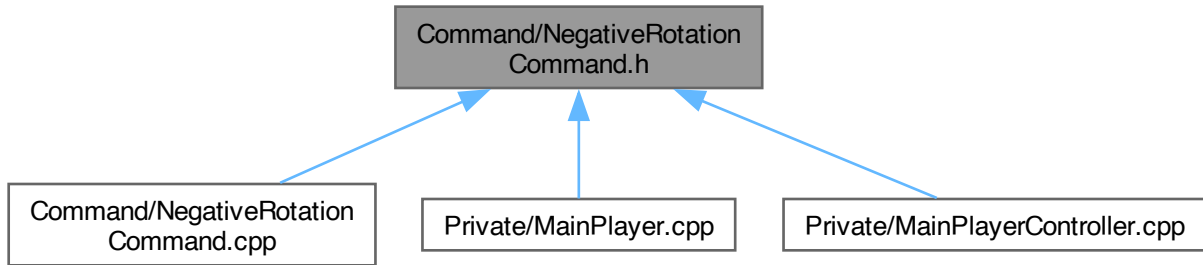 Command/NegativeRotation
Command.h
Command/NegativeRotation
Command.cpp
Private/MainPlayer.cpp
Private/MainPlayerController.cpp